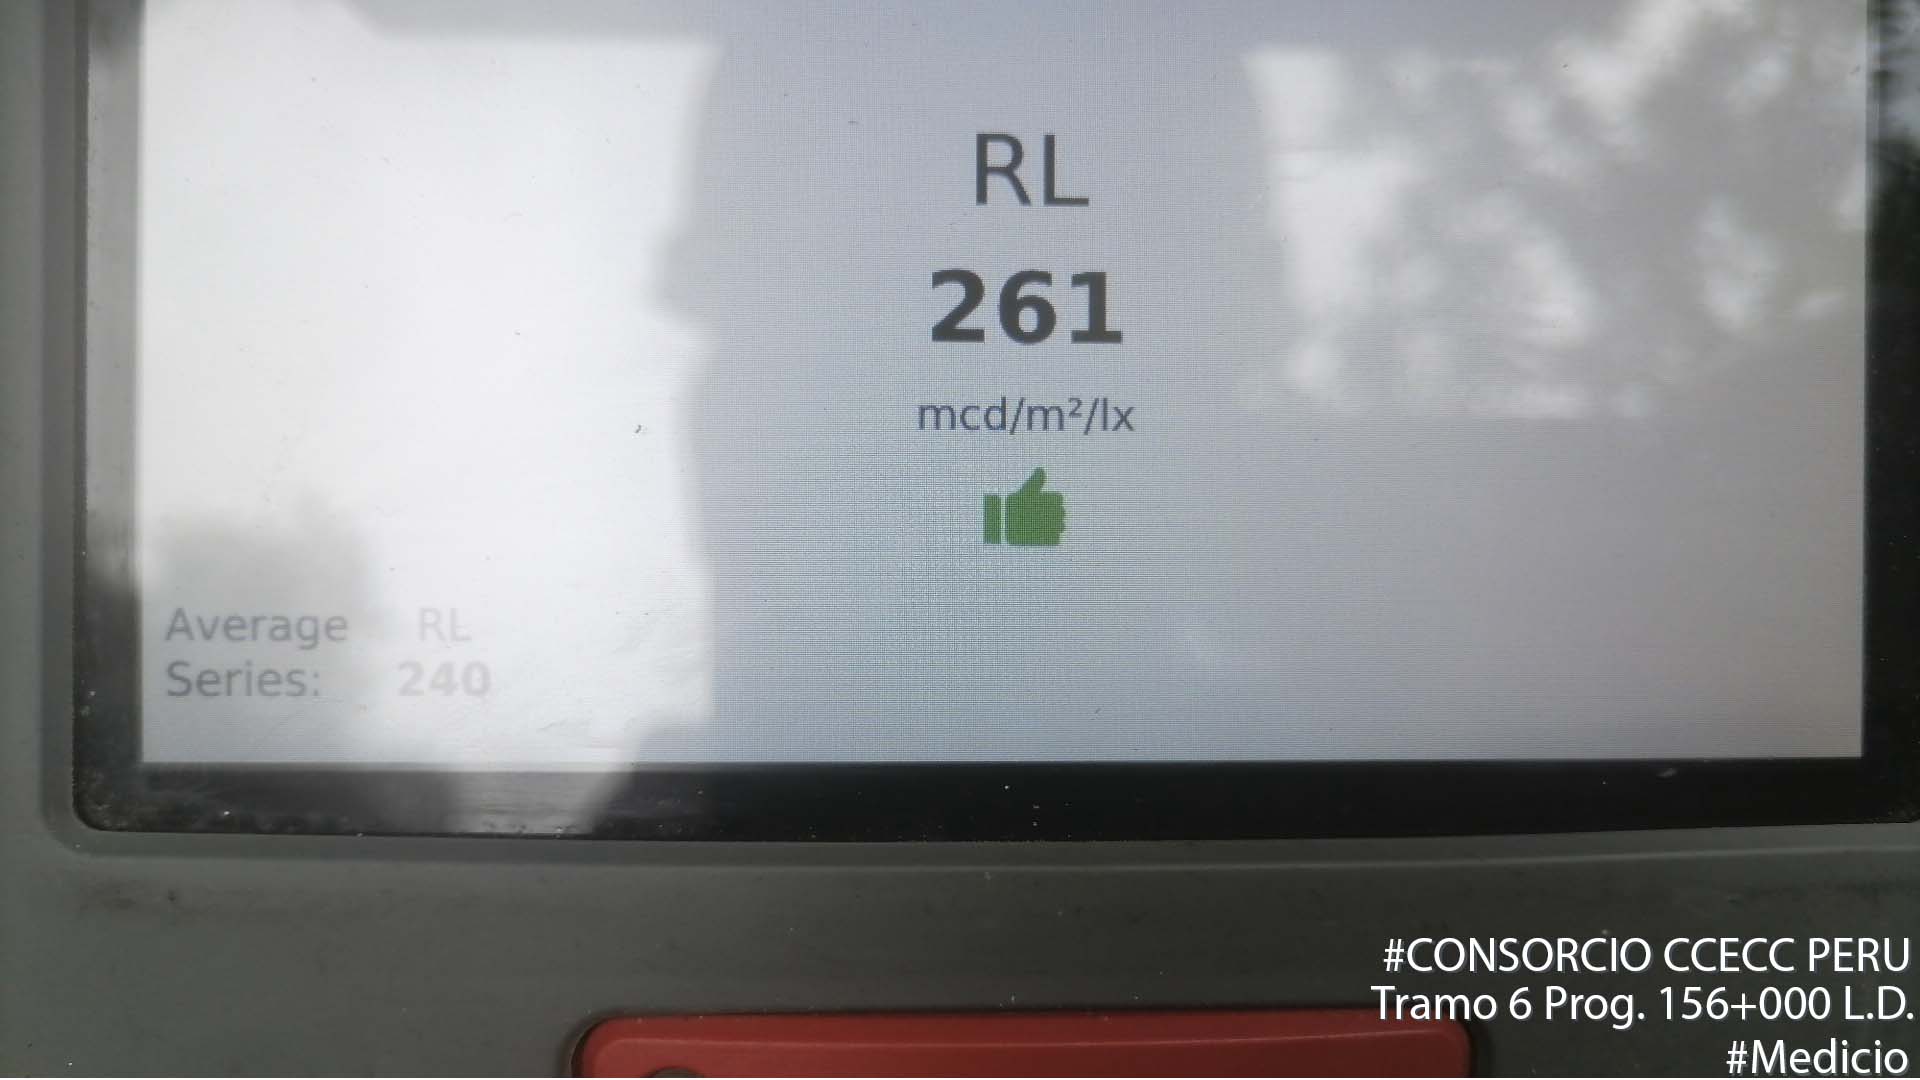 RL
261
mcd/m²/lx
Average RL
Series: 240
#CONSORCIO CCECC PERU
Tramo 6 Prog. 156+000 L.D.
#Medicio